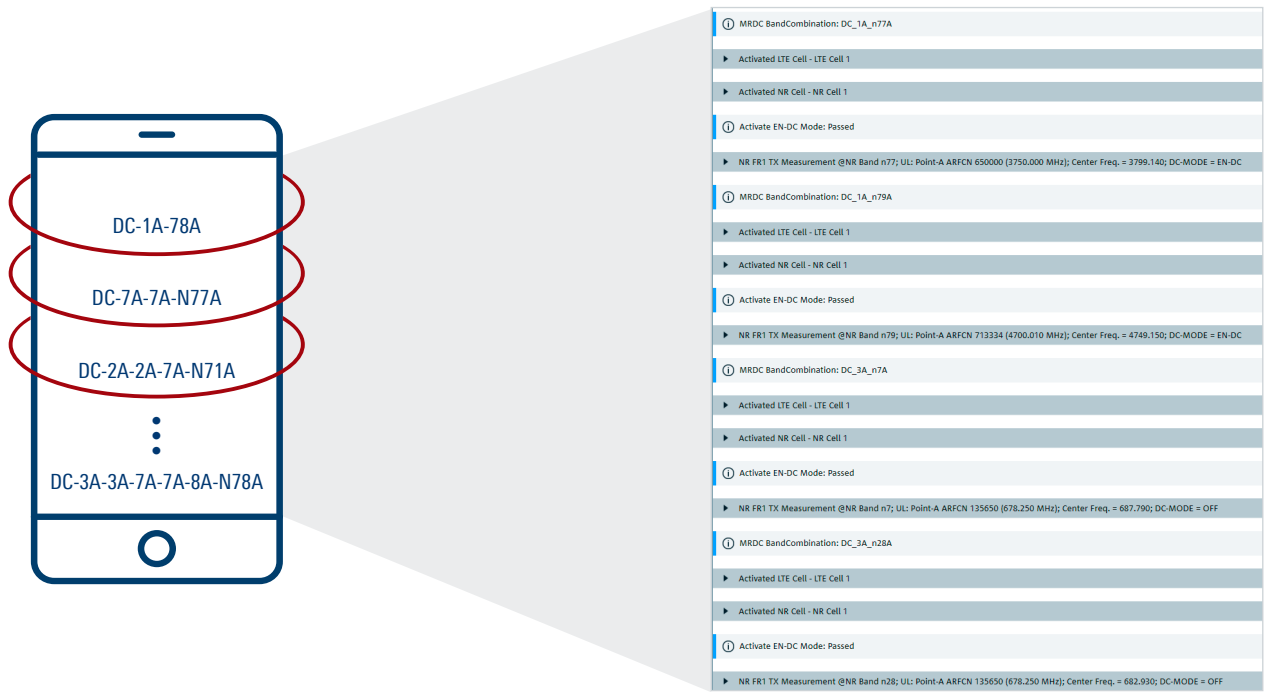 DC-1A-78A
DC-7A-7A-N77A
DC-2A-2A-7A-N71A
DC-3A-3A-7A-7A-8A-N78A
MRDC BandCombination: DC_1A_n77A
Activated LTE Cell - LTE Cell 1
Activated NR Cell - NR Cell 1
Activate EN-DC Mode: Passed
NR FR1 TX Measurement @NR Band n77; UL: Point-A ARFCN 650000 (3750.000 MHz); Center Freq. = 3799.140; DC-MODE = EN-DC
MRDC BandCombination: DC_1A_n79A
Activated LTE Cell - LTE Cell 1
Activated NR Cell - NR Cell 1
Activate EN-DC Mode: Passed
NR FR1 TX Measurement @NR Band n79; UL: Point-A ARFCN 713334 (4700.010 MHz); Center Freq. = 4749.150; DC-MODE = EN-DC
MRDC BandCombination: DC_3A_n7A
Activated LTE Cell - LTE Cell 1
Activated NR Cell - NR Cell 1
Activate EN-DC Mode: Passed
NR FR1 TX Measurement @NR Band n7; UL: Point-A ARFCN 135650 (678.250 MHz); Center Freq. = 687.790; DC-MODE = OFF
MRDC BandCombination: DC_3A_n28A
Activated LTE Cell - LTE Cell 1
Activated NR Cell - NR Cell 1
Activate EN-DC Mode: Passed
NR FR1 TX Measurement @NR Band n28; UL: Point-A ARFCN 135650 (678.250 MHz); Center Freq. = 682.930; DC-MODE = OFF